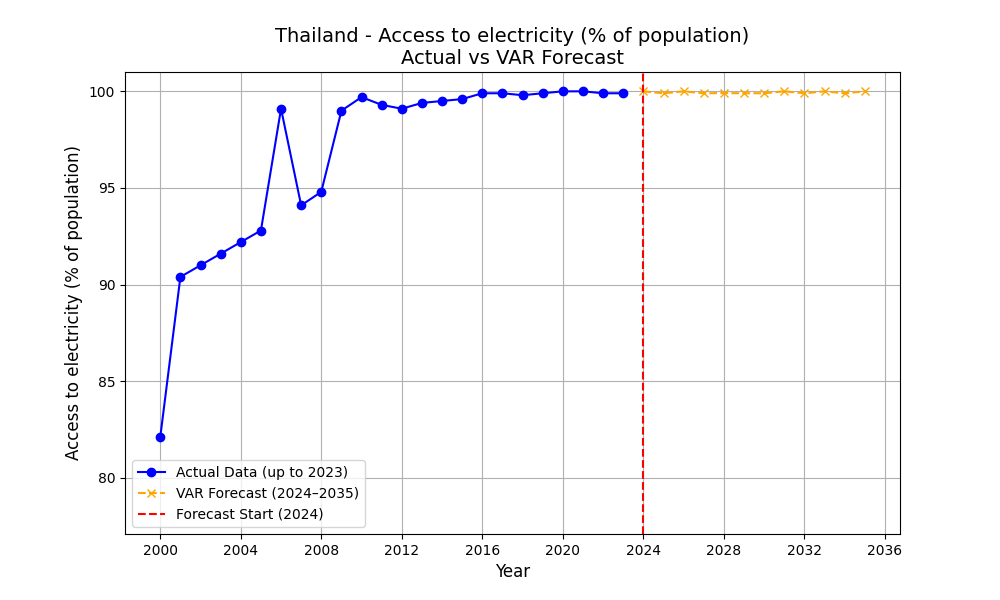 Thailand - Access to electricity (% of population)
Actual vs VAR Forecast
Access to electricity (% of population)
100
95
90
85
80
Actual Data (up to 2023)
VAR Forecast (2024–2035)
Forecast Start (2024)
2000 2004 2008 2012 2016 2020 2024 2028 2032 2036
Year